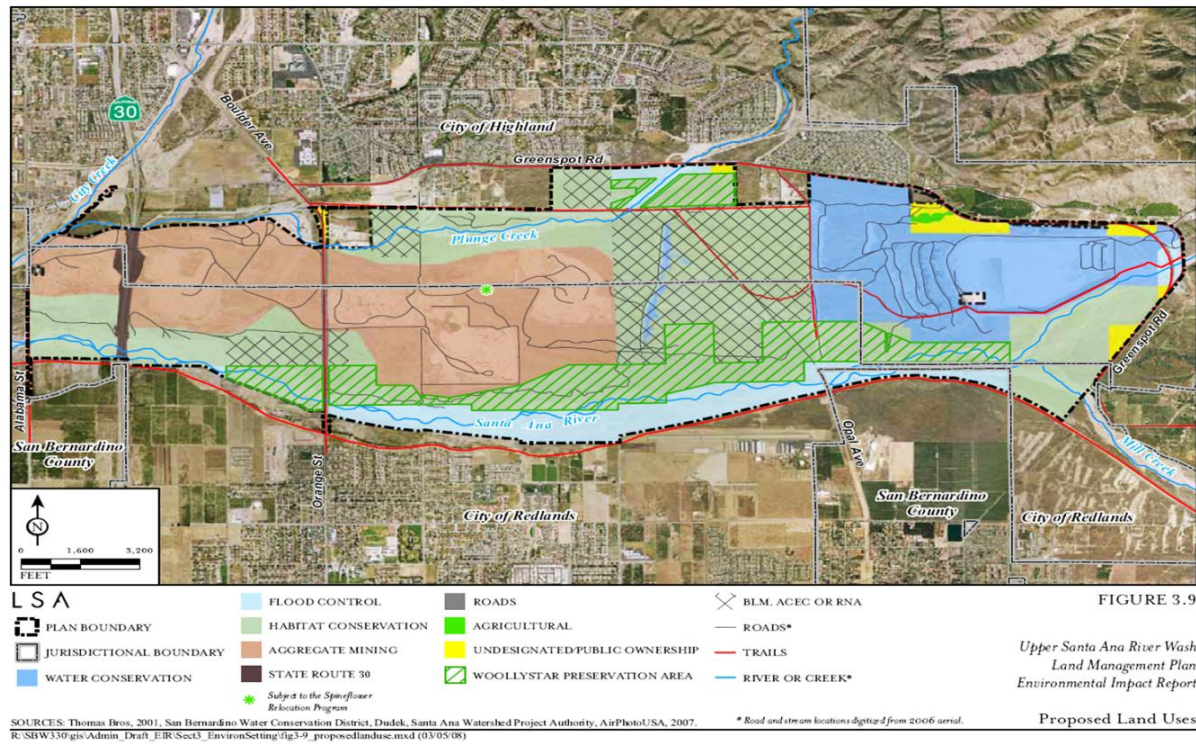 CALIFORNIA
30
Boulder Ave
City of Highland
Greenspot Rd
City Creek
Plunge Creek
Santa Ana River
Alabama St
San Bernardino
County
Orange St
City of Redlands
Opal Ave
San Bernardino
County
City of Redlands
Greenspot Rd
Mill Creek
N
0 1,600 3,200
FEET
LSA
PLAN BOUNDARY
JURISDICTIONAL BOUNDARY
WATER CONSERVATION
FLOOD CONTROL
HABITAT CONSERVATION
AGGREGATE MINING
STATE ROUTE 30
Subject to the Spineflower
Relocation Program
ROADS
AGRICULTURAL
UNDESIGNATED/PUBLIC OWNERSHIP
WOOLLYSTAR PRESERVATION AREA
BLM, ACEC OR RNA
ROADS*
TRAILS
RIVER OR CREEK*
FIGURE 3.9
Upper Santa Ana River Wash
Land Management Plan
Environmental Impact Report
Proposed Land Uses
SOURCES: Thomas Bros, 2001, San Bernardino Water Conservation District, Dudek, Santa Ana Watershed Project Authority, AirPhotoUSA, 2007.
* Road and stream locations digitized from 2006 aerial.
R:\SBW330\gis\Admin_Draft_EIR\Sect3_EnvironSetting\fig3-9_proposedlanduse.mxd (03/05/08)